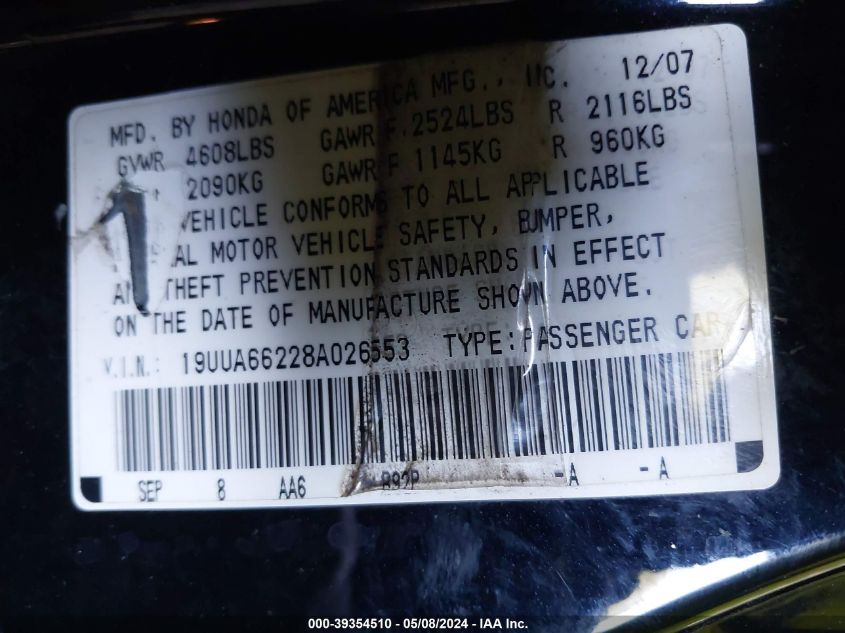 MFD. BY HONDA OF AMERICA MFG., INC. 12/07
GVWR 4608LBS GAWR F 2524LBS R 2116LBS
2090KG GAWR F 1145KG R 960KG
VEHICLE CONFORMS TO ALL APPLICABLE
AL MOTOR VEHICLE SAFETY, BUMPER,
AN THEFT PREVENTION STANDARDS IN EFFECT
ON THE DATE OF MANUFACTURE SHOWN ABOVE.
V.I.N.: 19UUA66228A026553 TYPE:PASSENGER CAR
SEP 8 AA6 B92P -A -A
000-39354510 - 05/08/2024 - IAA Inc.